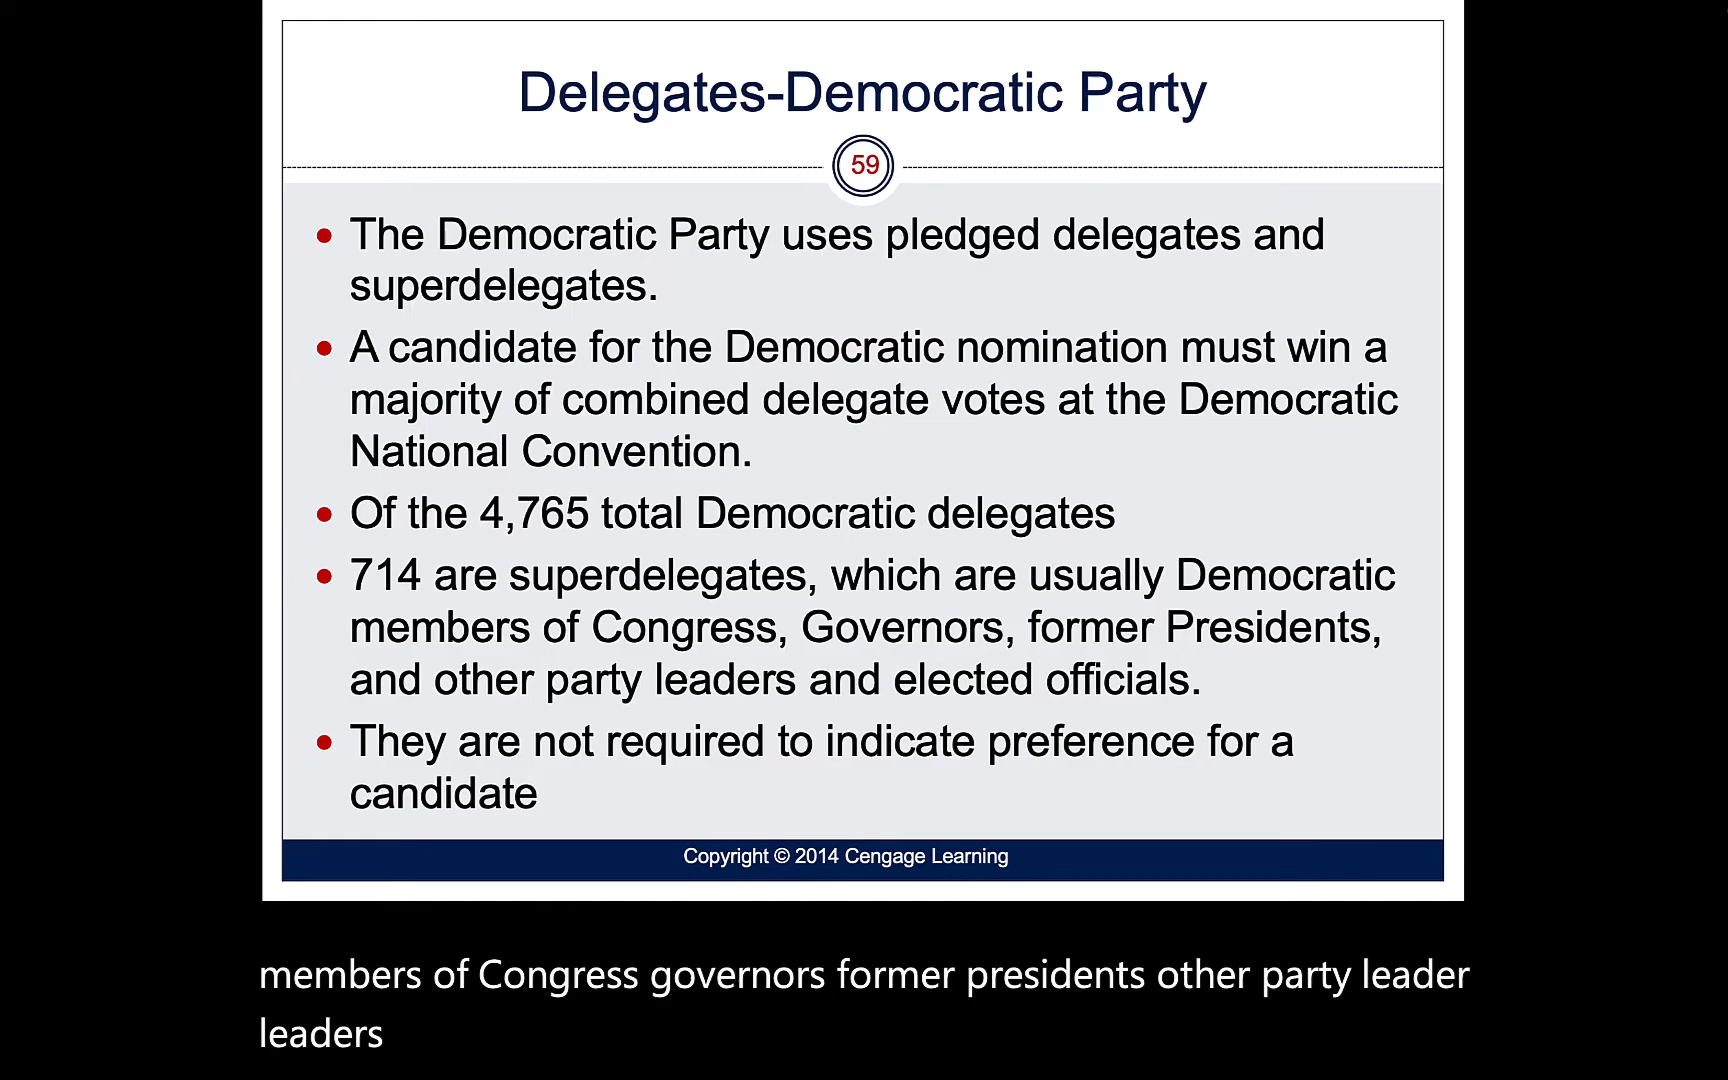 Delegates-Democratic Party
59
• The Democratic Party uses pledged delegates and
superdelegates.
• A candidate for the Democratic nomination must win a
majority of combined delegate votes at the Democratic
National Convention.
• Of the 4,765 total Democratic delegates
• 714 are superdelegates, which are usually Democratic
members of Congress, Governors, former Presidents,
and other party leaders and elected officials.
• They are not required to indicate preference for a
candidate
Copyright © 2014 Cengage Learning
members of Congress governors former presidents other party leader
leaders